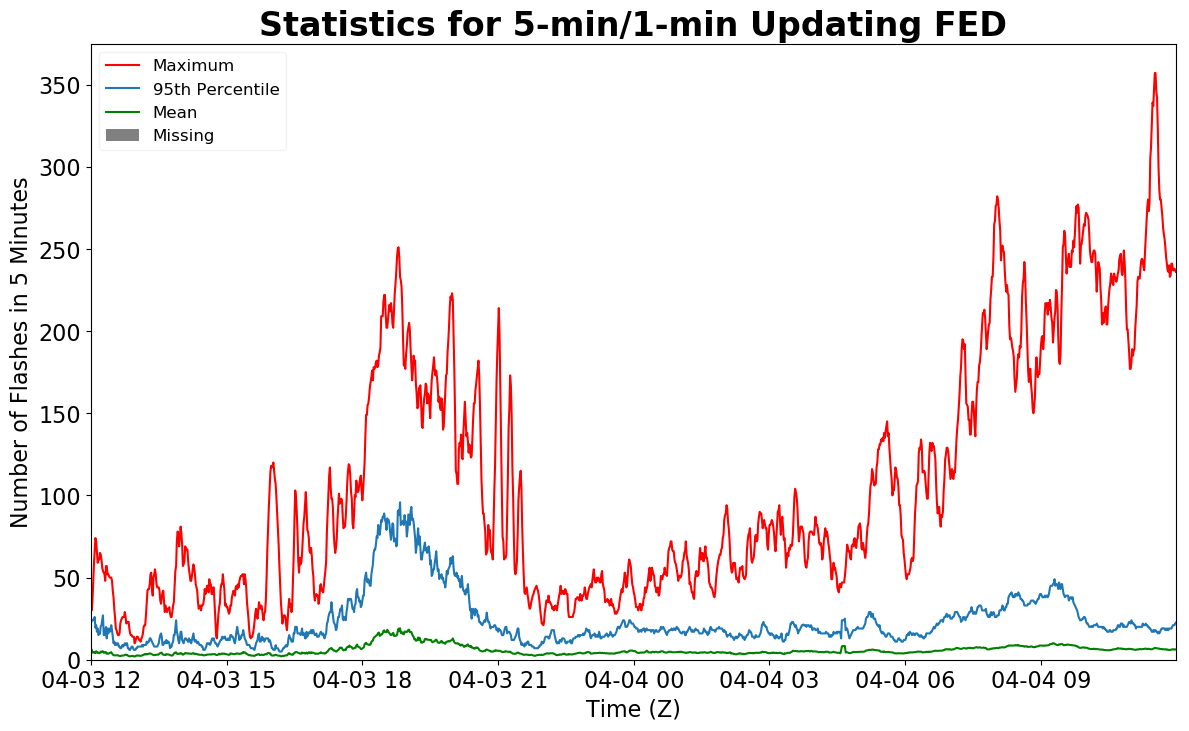 Statistics for 5-min/1-min Updating FED
Maximum
95th Percentile
Mean
Missing
Number of Flashes in 5 Minutes
350
300
250
200
150
100
50
0
04-03 12
04-03 15
04-03 18
04-03 21
04-04 00
04-04 03
04-04 06
04-04 09
Time (Z)